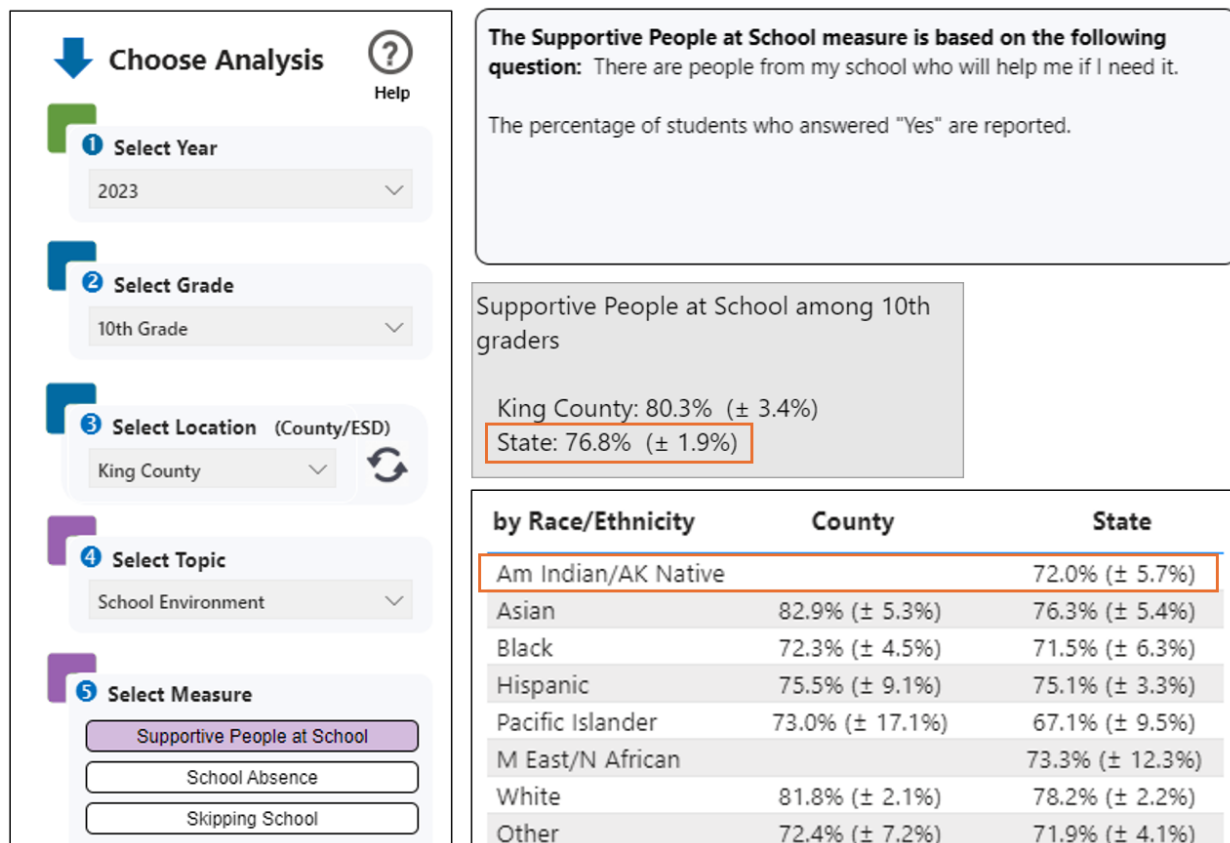 Choose Analysis
?
Help
1 Select Year
2023
2 Select Grade
10th Grade
3 Select Location (County/ESD)
King County
4 Select Topic
School Environment
5 Select Measure
Supportive People at School
School Absence
Skipping School
The Supportive People at School measure is based on the following
question: There are people from my school who will help me if I need it.
The percentage of students who answered "Yes" are reported.
Supportive People at School among 10th
graders
King County: 80.3% (± 3.4%)
State: 76.8% (± 1.9%)
by Race/Ethnicity County State
Am Indian/AK Native 72.0% (± 5.7%)
Asian 82.9% (± 5.3%) 76.3% (± 5.4%)
Black 72.3% (± 4.5%) 71.5% (± 6.3%)
Hispanic 75.5% (± 9.1%) 75.1% (± 3.3%)
Pacific Islander 73.0% (± 17.1%) 67.1% (± 9.5%)
M East/N African 73.3% (± 12.3%)
White 81.8% (± 2.1%) 78.2% (± 2.2%)
Other 72.4% (± 7.2%) 71.9% (± 4.1%)